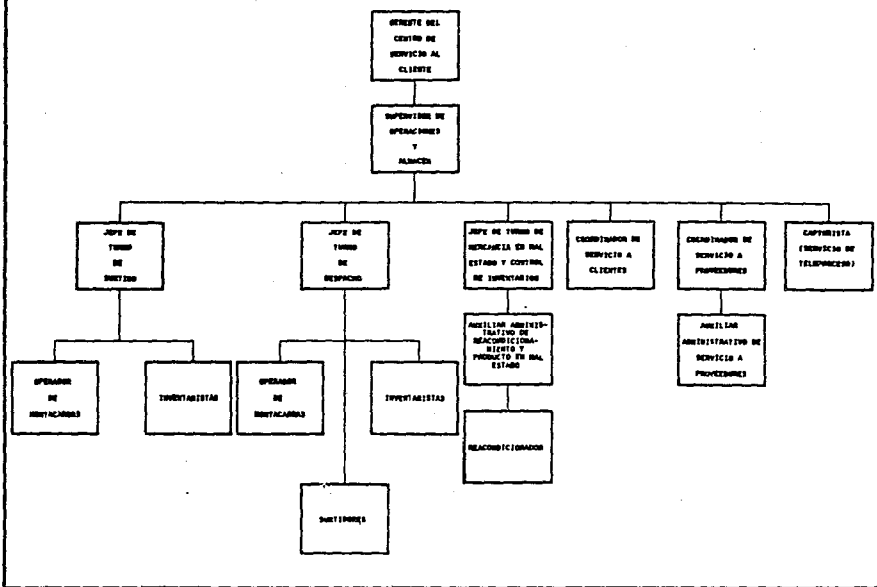 GERENTE DEL
CENTRO DE
SERVICIO AL
CLIENTE
SUPERVISOR DE
OPERACIONES
Y
ALMACEN
JEFE DE
TURNO
DE
SURTIDO
JEFE DE
TURNO
DE
DESPACHO
JEFE DE TURNO DE
MERCANCIA EN MAL
ESTADO Y CONTROL
DE INVENTARIOS
COORDINADOR DE
SERVICIO A
CLIENTES
COORDINADOR DE
SERVICIO A
PROVEEDORES
CAPTURISTA
(SERVICIO DE
TELEPROCESO)
OPERADOR
DE
MONTACARGAS
INVENTARISTAS
OPERADOR
DE
MONTACARGAS
INVENTARISTAS
AUXILIAR ADMINIS-
TRATIVO DE
REACONDICIONA-
MIENTO Y
PRODUCTO EN MAL
ESTADO
AUXILIAR
ADMINISTRATIVO DE
SERVICIO A
PROVEEDORES
REACONDICIONADOR
SURTIDORES